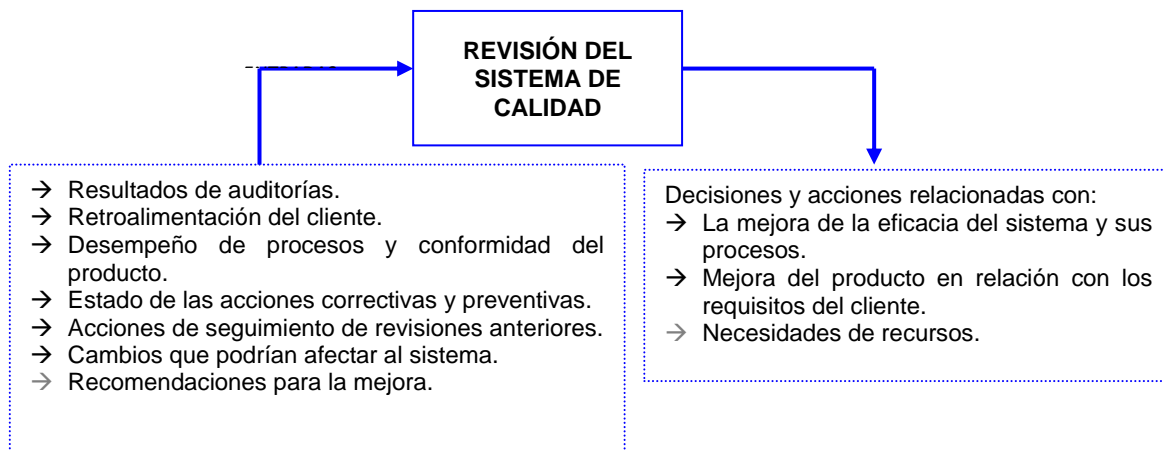 REVISIÓN DEL
SISTEMA DE
CALIDAD
→ Resultados de auditorías.
→ Retroalimentación del cliente.
→ Desempeño de procesos y conformidad del
producto.
→ Estado de las acciones correctivas y preventivas.
→ Acciones de seguimiento de revisiones anteriores.
→ Cambios que podrían afectar al sistema.
→ Recomendaciones para la mejora.
Decisiones y acciones relacionadas con:
→ La mejora de la eficacia del sistema y sus
procesos.
→ Mejora del producto en relación con los
requisitos del cliente.
→ Necesidades de recursos.